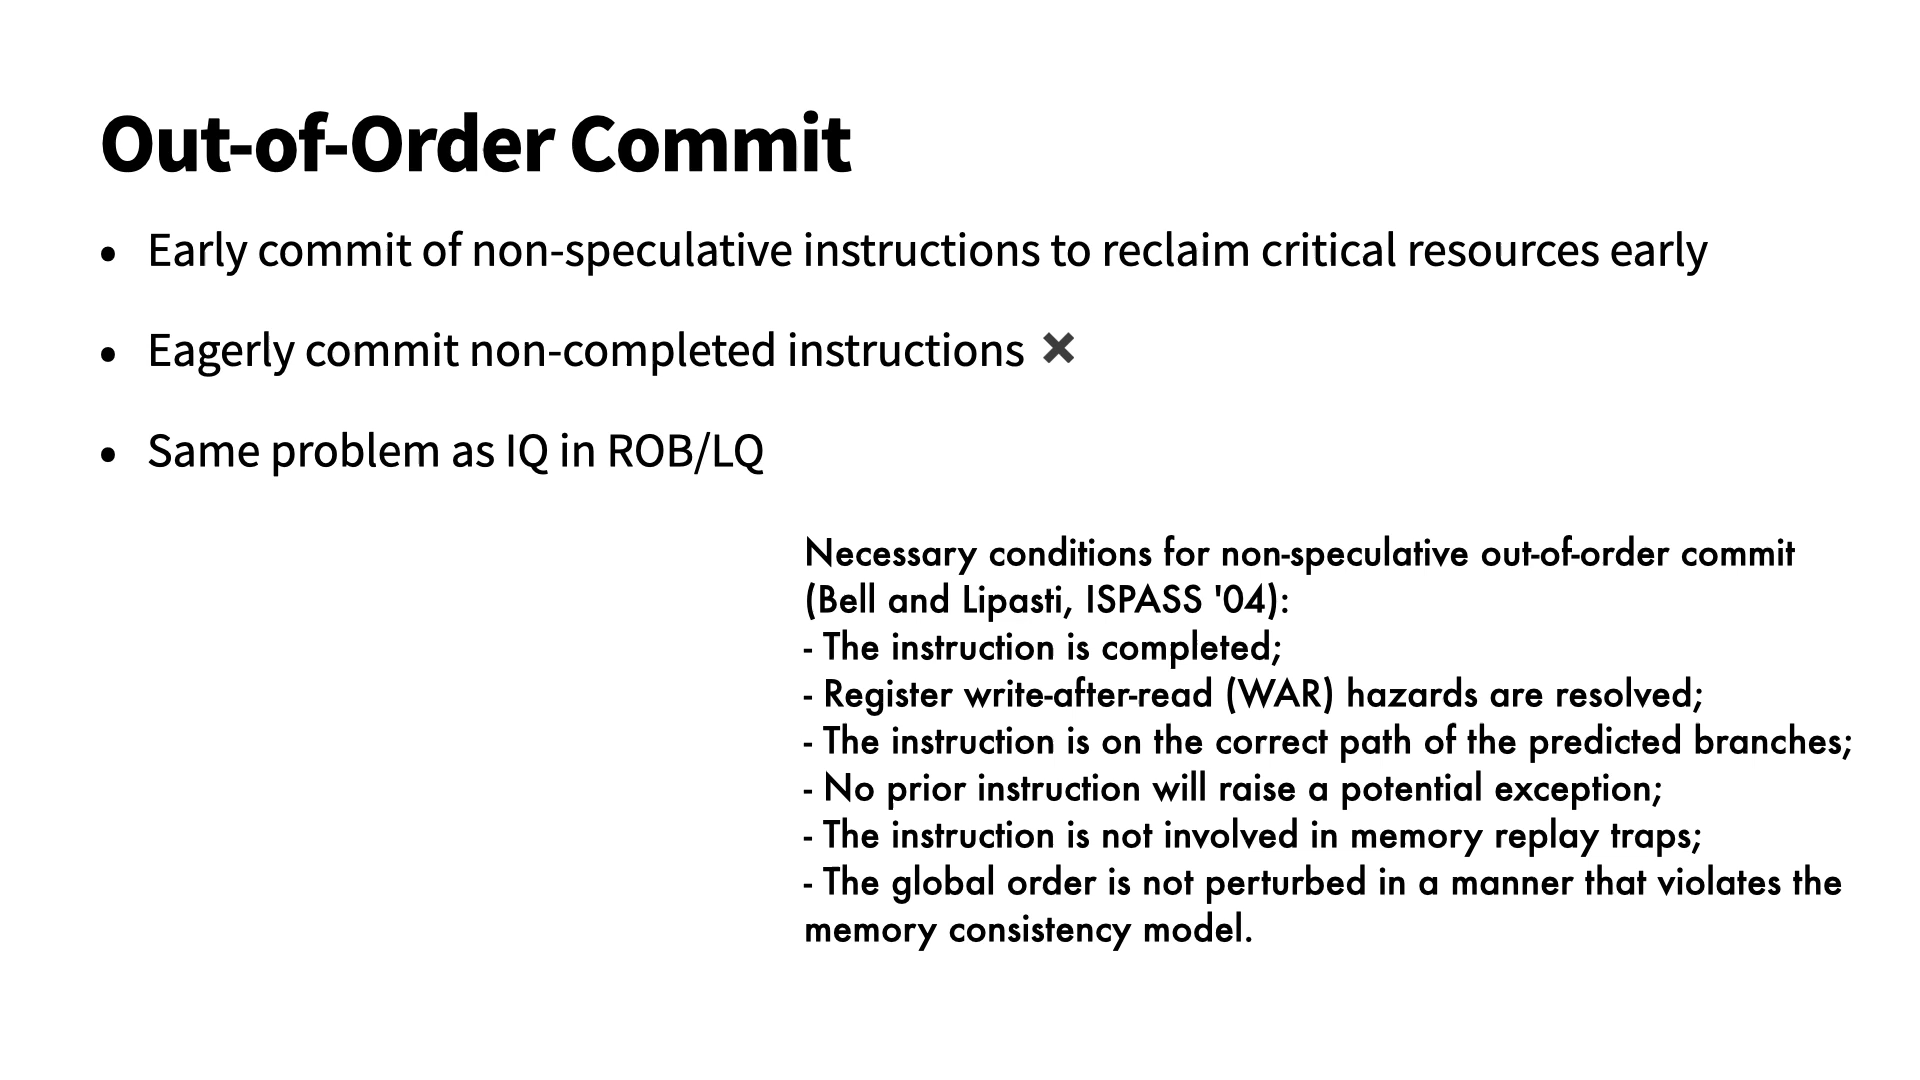 Out-of-Order Commit
• Early commit of non-speculative instructions to reclaim critical resources early
• Eagerly commit non-completed instructions ✖
• Same problem as IQ in ROB/LQ
Necessary conditions for non-speculative out-of-order commit
(Bell and Lipasti, ISPASS '04):
- The instruction is completed;
- Register write-after-read (WAR) hazards are resolved;
- The instruction is on the correct path of the predicted branches;
- No prior instruction will raise a potential exception;
- The instruction is not involved in memory replay traps;
- The global order is not perturbed in a manner that violates the
memory consistency model.